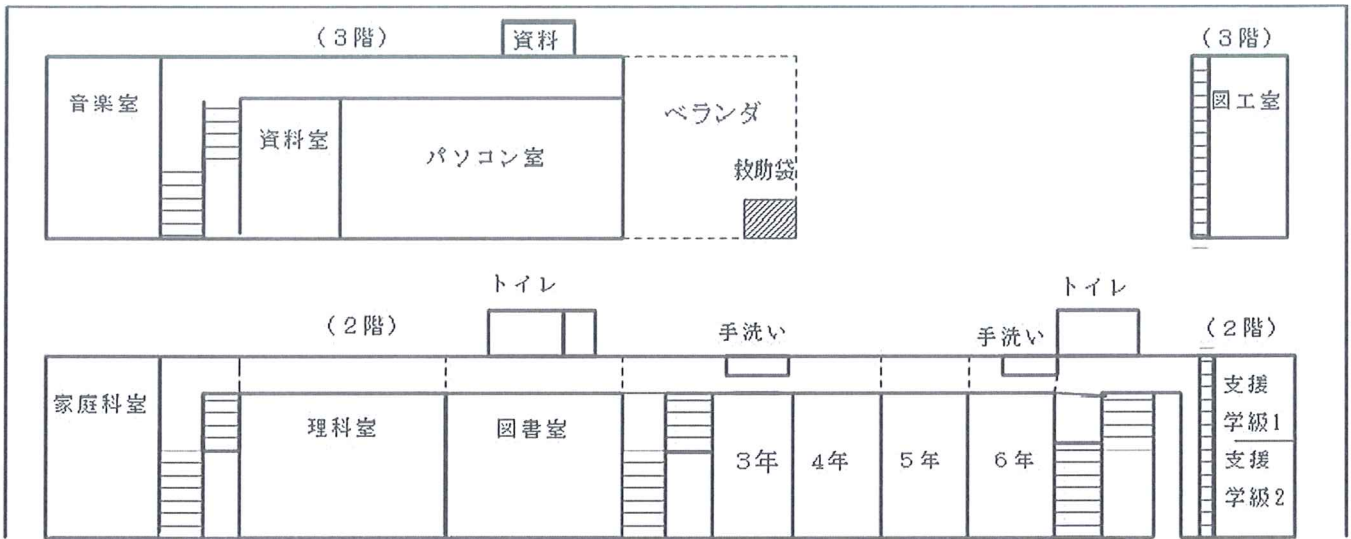 （3階）
資料
（3階）
音楽室
資料室
パソコン室
ベランダ
救助袋
図工室
トイレ
トイレ
（2階）
手洗い
手洗い
（2階）
家庭科室
理科室
図書室
3年
4年
5年
6年
支援
学級1
支援
学級2